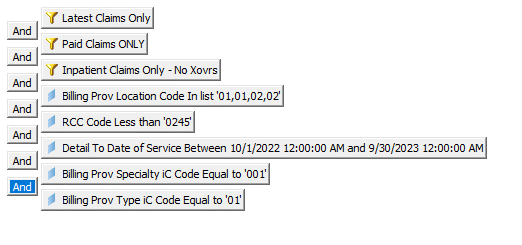 Latest Claims Only
And
Paid Claims ONLY
And
Inpatient Claims Only - No Xovrs
And
Billing Prov Location Code In list '01,01,02,02'
And
RCC Code Less than '0245'
And
Detail To Date of Service Between 10/1/2022 12:00:00 AM and 9/30/2023 12:00:00 AM
And
Billing Prov Specialty iC Code Equal to '001'
And
Billing Prov Type iC Code Equal to '01'